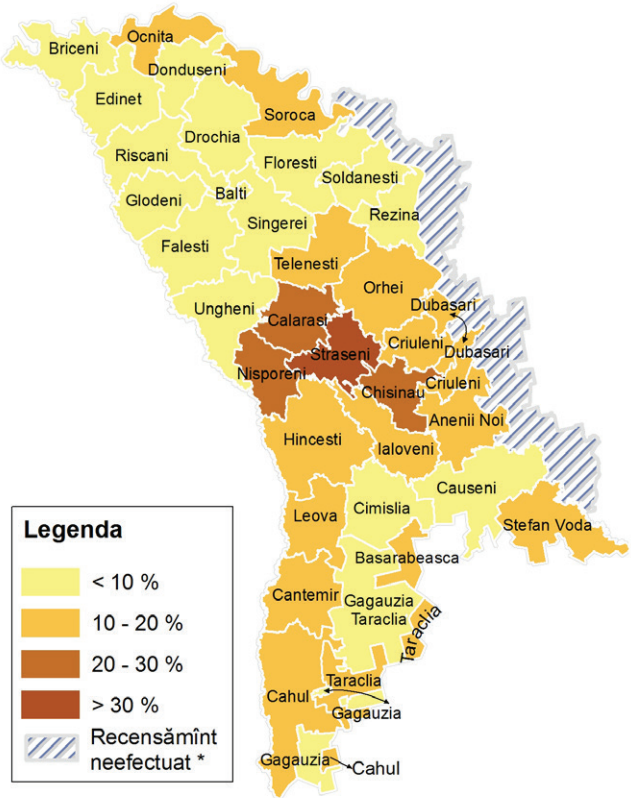 Ocnita
Briceni
Donduseni
Edinet
Soroca
Drochia
Riscani
Floresti
Soldanesti
Balti
Glodeni
Rezina
Singerei
Falesti
Telenesti
Orhei
Ungheni
Dubasari
Calarasi
Criuleni
Straseni
Dubasari
Nisporeni
Chisinau
Criuleni
Anenii Noi
Hincesti
Ialoveni
Causeni
Cimislia
Leova
Stefan Voda
Basarabeasca
Cantemir
Gagauzia
Taraclia
Taraclia
Taraclia
Cahul
Gagauzia
Gagauzia
Cahul
Legenda
< 10 %
10 - 20 %
20 - 30 %
> 30 %
Recensămînt
neefectuat *